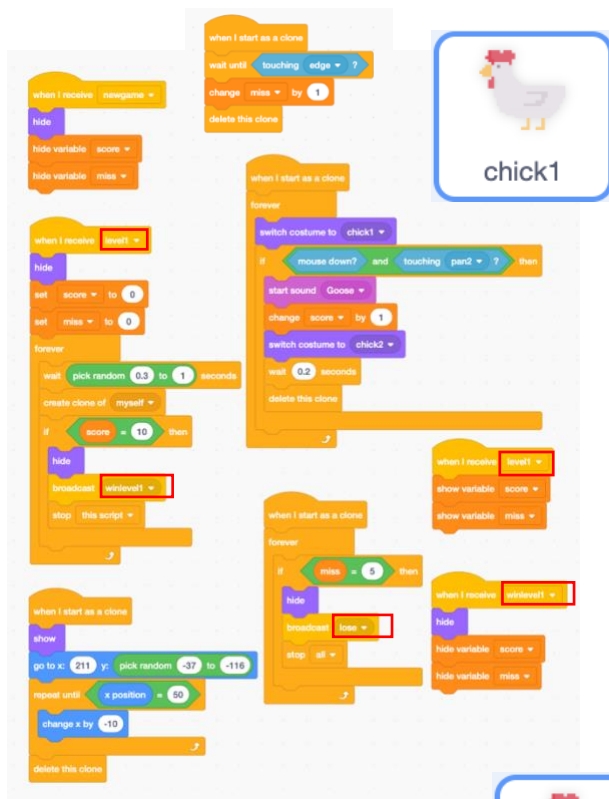 when I start as a clone
wait until touching edge ?
change miss by 1
delete this clone
chick1
when I receive newgame
hide
hide variable score
hide variable miss
when I start as a clone
forever
switch costume to chick1
if mouse down? and touching pan2 ? then
start sound Goose
change score by 1
switch costume to chick2
wait 0.2 seconds
delete this clone
when I receive level1
hide
set score to 0
set miss to 0
forever
wait pick random 0.3 to 1 seconds
create clone of myself
if score = 10 then
hide
broadcast winlevel1
stop this script
when I receive level1
show variable score
show variable miss
when I start as a clone
forever
if miss = 5 then
hide
broadcast lose
stop all
when I receive winlevel1
hide
hide variable score
hide variable miss
when I start as a clone
show
go to x: 211 y: pick random -37 to -116
repeat until x position = 50
change x by -10
delete this clone